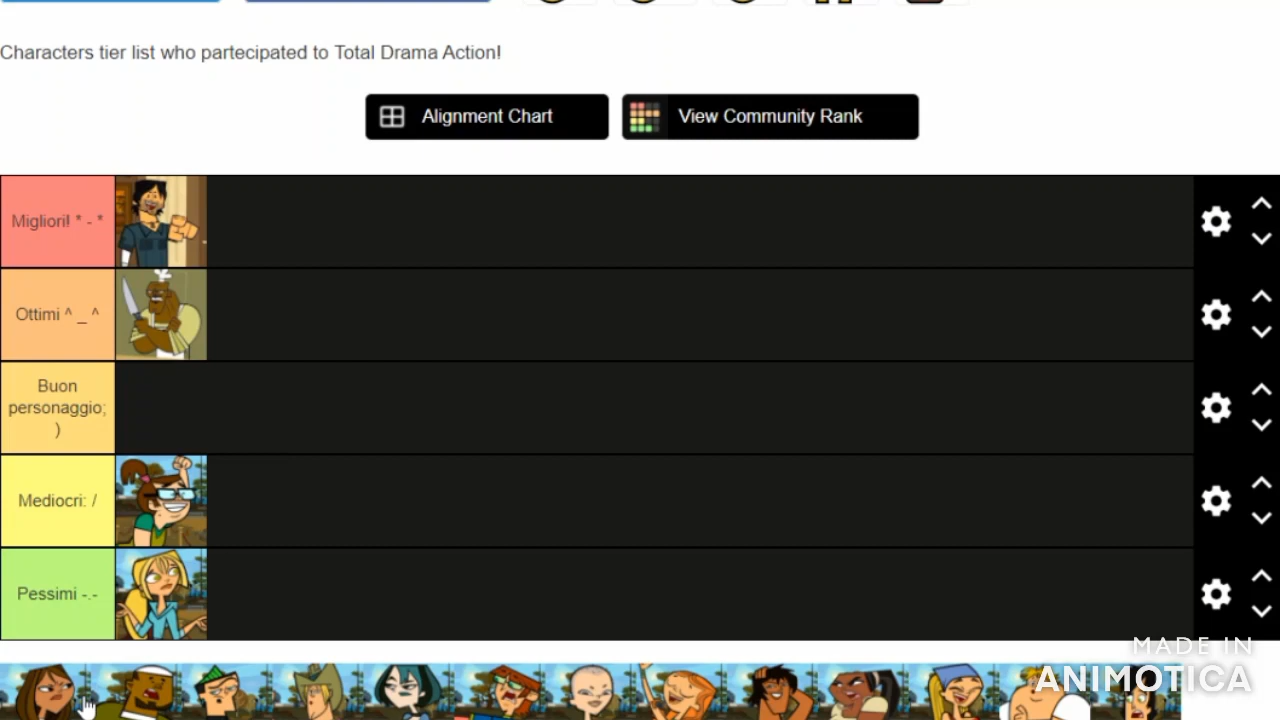 Characters tier list who partecipated to Total Drama Action!
Alignment Chart
View Community Rank
Migliori! * - *
Ottimi ^ _ ^
Buon
personaggio;
)
Mediocri: /
Pessimi -.-
MADE IN
ANIMOTICA